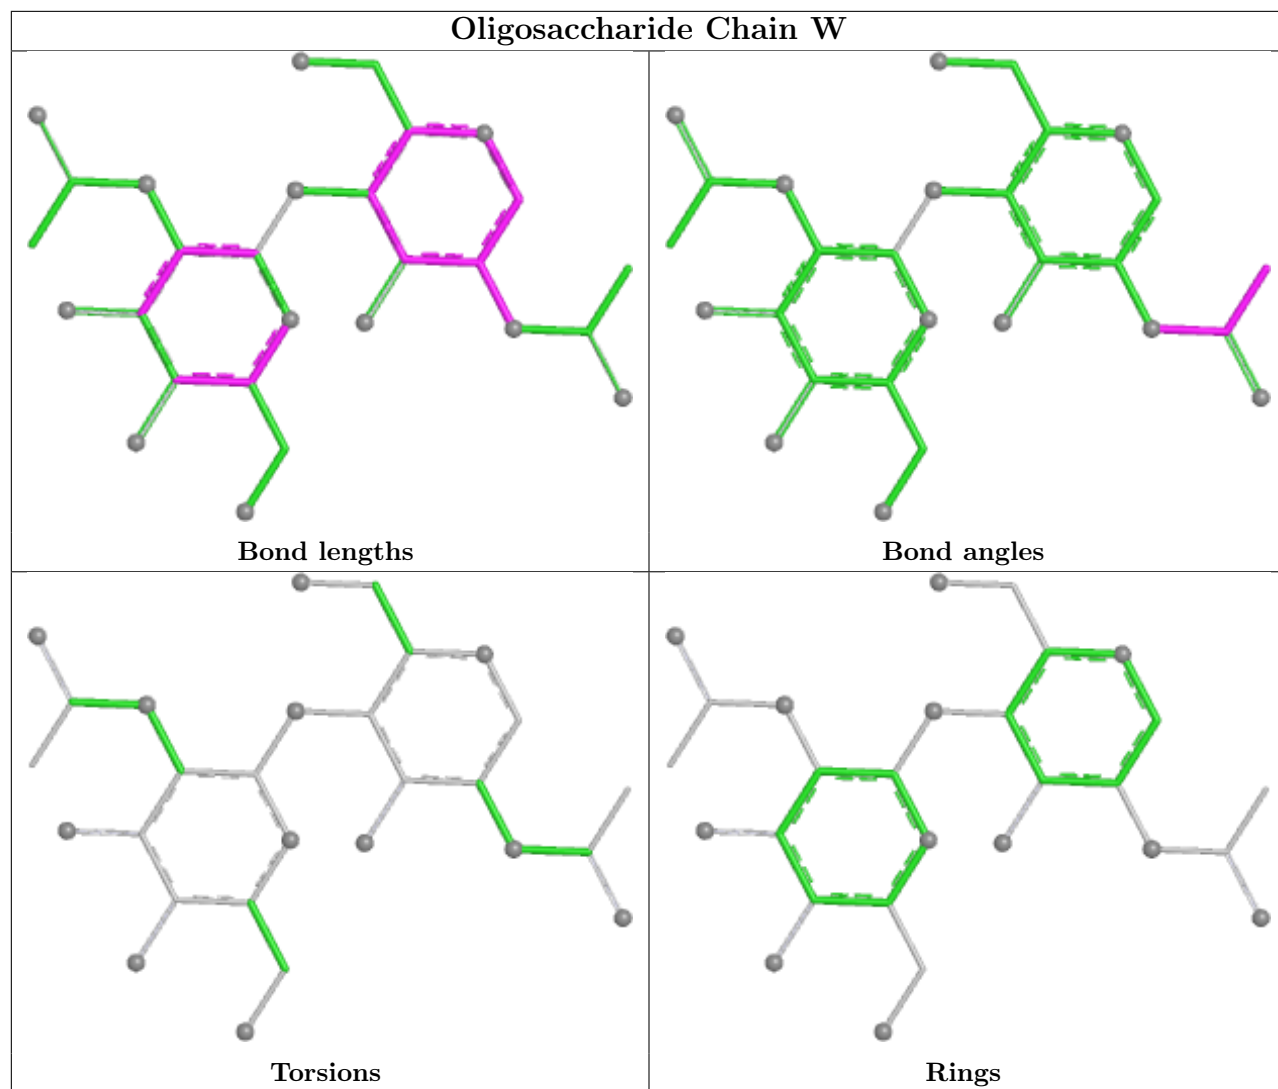 Oligosaccharide Chain W
Bond lengths
Bond angles
Torsions
Rings